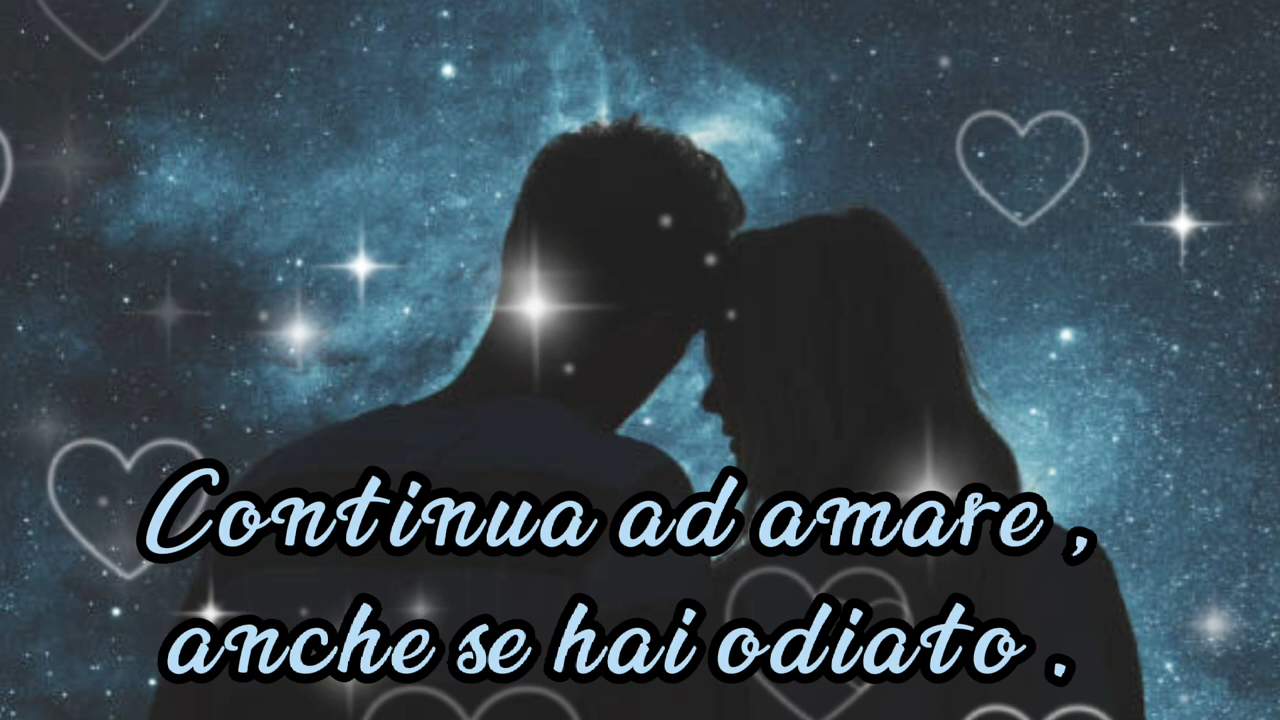 Continua ad amare ,
anche se hai odiato .